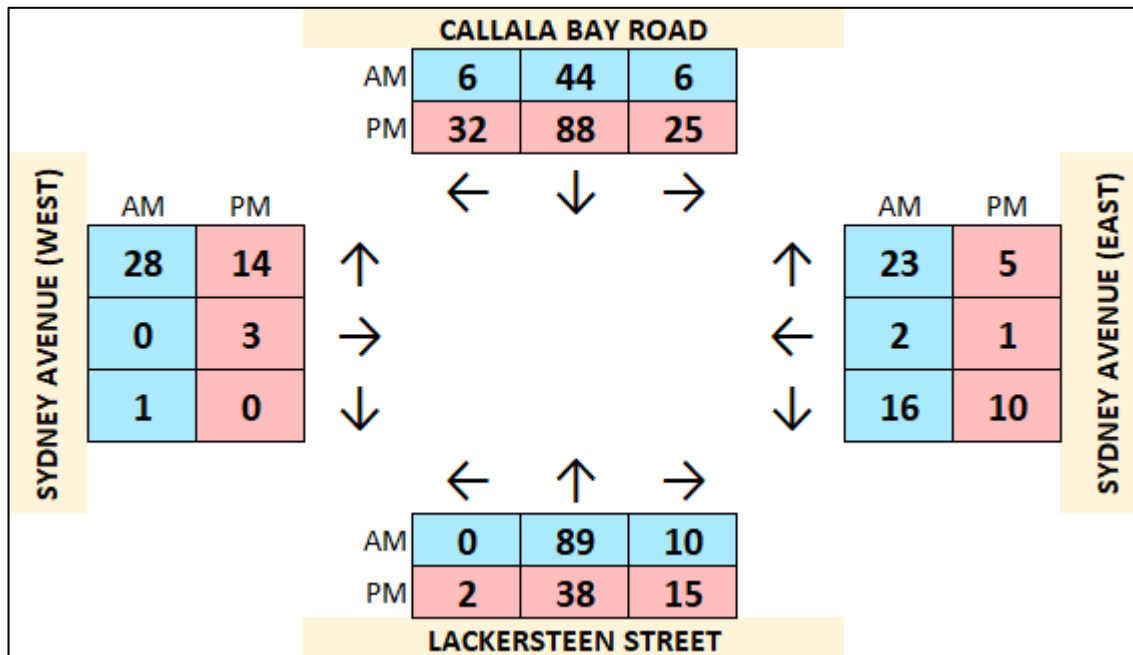 CALLALA BAY ROAD
AM 6 44 6
PM 32 88 25
SYDNEY AVENUE (WEST)
AM PM
28 14
0 3
1 0
SYDNEY AVENUE (EAST)
AM PM
23 5
2 1
16 10
AM 0 89 10
PM 2 38 15
LACKERSTEEN STREET